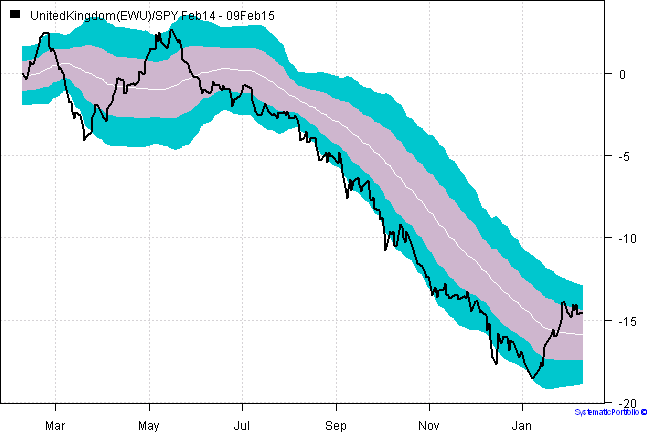 UnitedKingdom(EWU)/SPY Feb14 - 09Feb15
0
-5
-10
-15
-20
SystematicPortfolio ©
Mar May Jul Sep Nov Jan